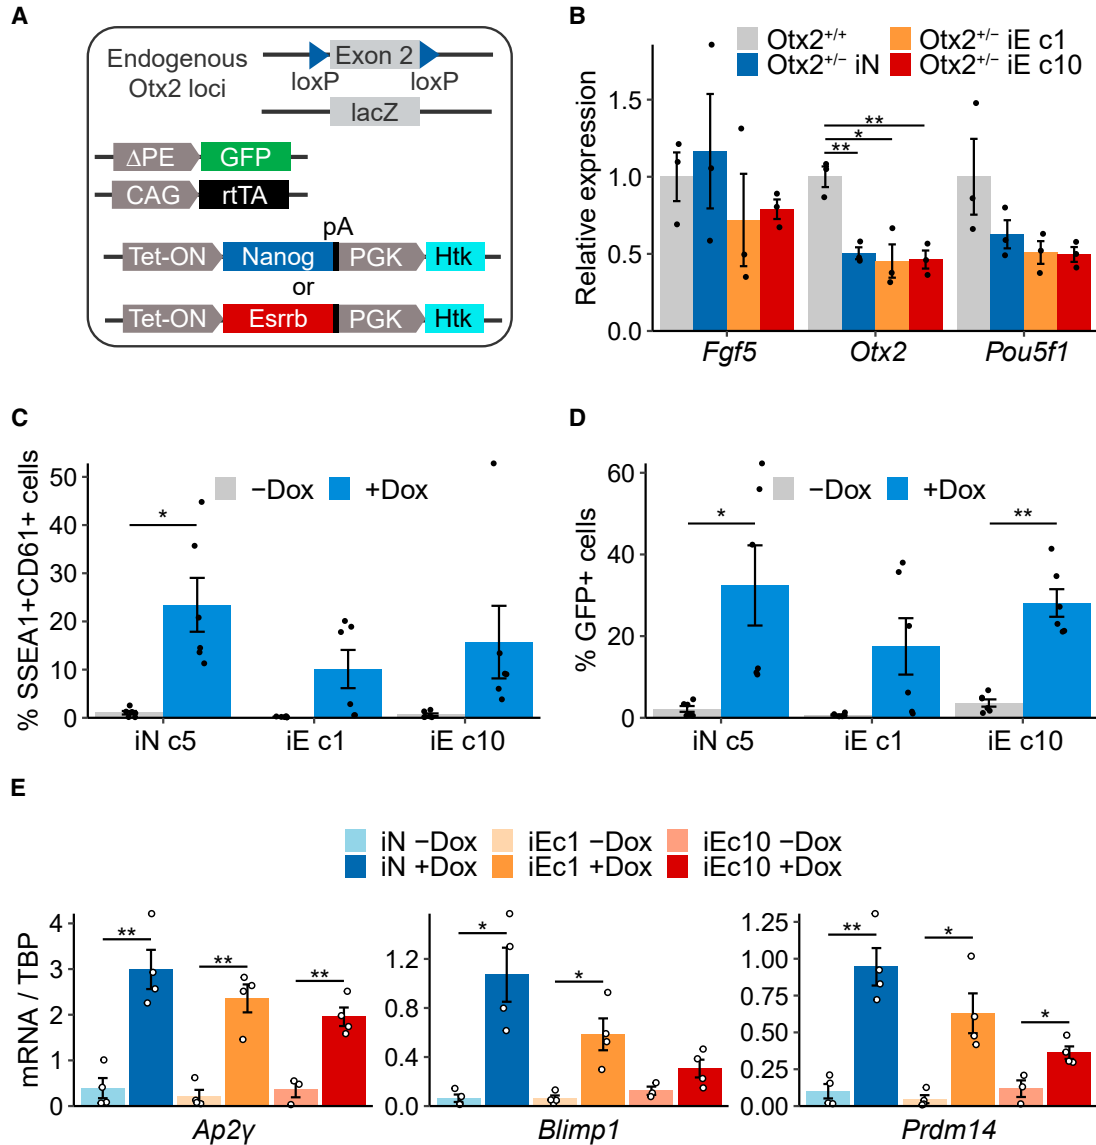 A
Endogenous
Otx2 loci
Exon 2
loxP loxP
lacZ
ΔPE GFP
CAG rtTA
pA
Tet-ON Nanog PGK Htk
or
Tet-ON Esrrb PGK Htk
B
Otx2+/+ Otx2+/− iE c1
Otx2+/− iN Otx2+/− iE c10
Relative expression
1.5
1.0
0.5
0.0
** * **
Fgf5 Otx2 Pou5f1
C
% SSEA1+CD61+ cells
50
40
30
20
10
0
−Dox +Dox
*
iN c5 iE c1 iE c10
D
% GFP+ cells
60
40
20
0
−Dox +Dox
* **
iN c5 iE c1 iE c10
E
iN −Dox iEc1 −Dox iEc10 −Dox
iN +Dox iEc1 +Dox iEc10 +Dox
mRNA / TBP
4
3
2
1
0
** ** **
Ap2γ
1.2
0.8
0.4
0.0
* *
Blimp1
1.25
1.00
0.75
0.50
0.25
0.00
** * *
Prdm14